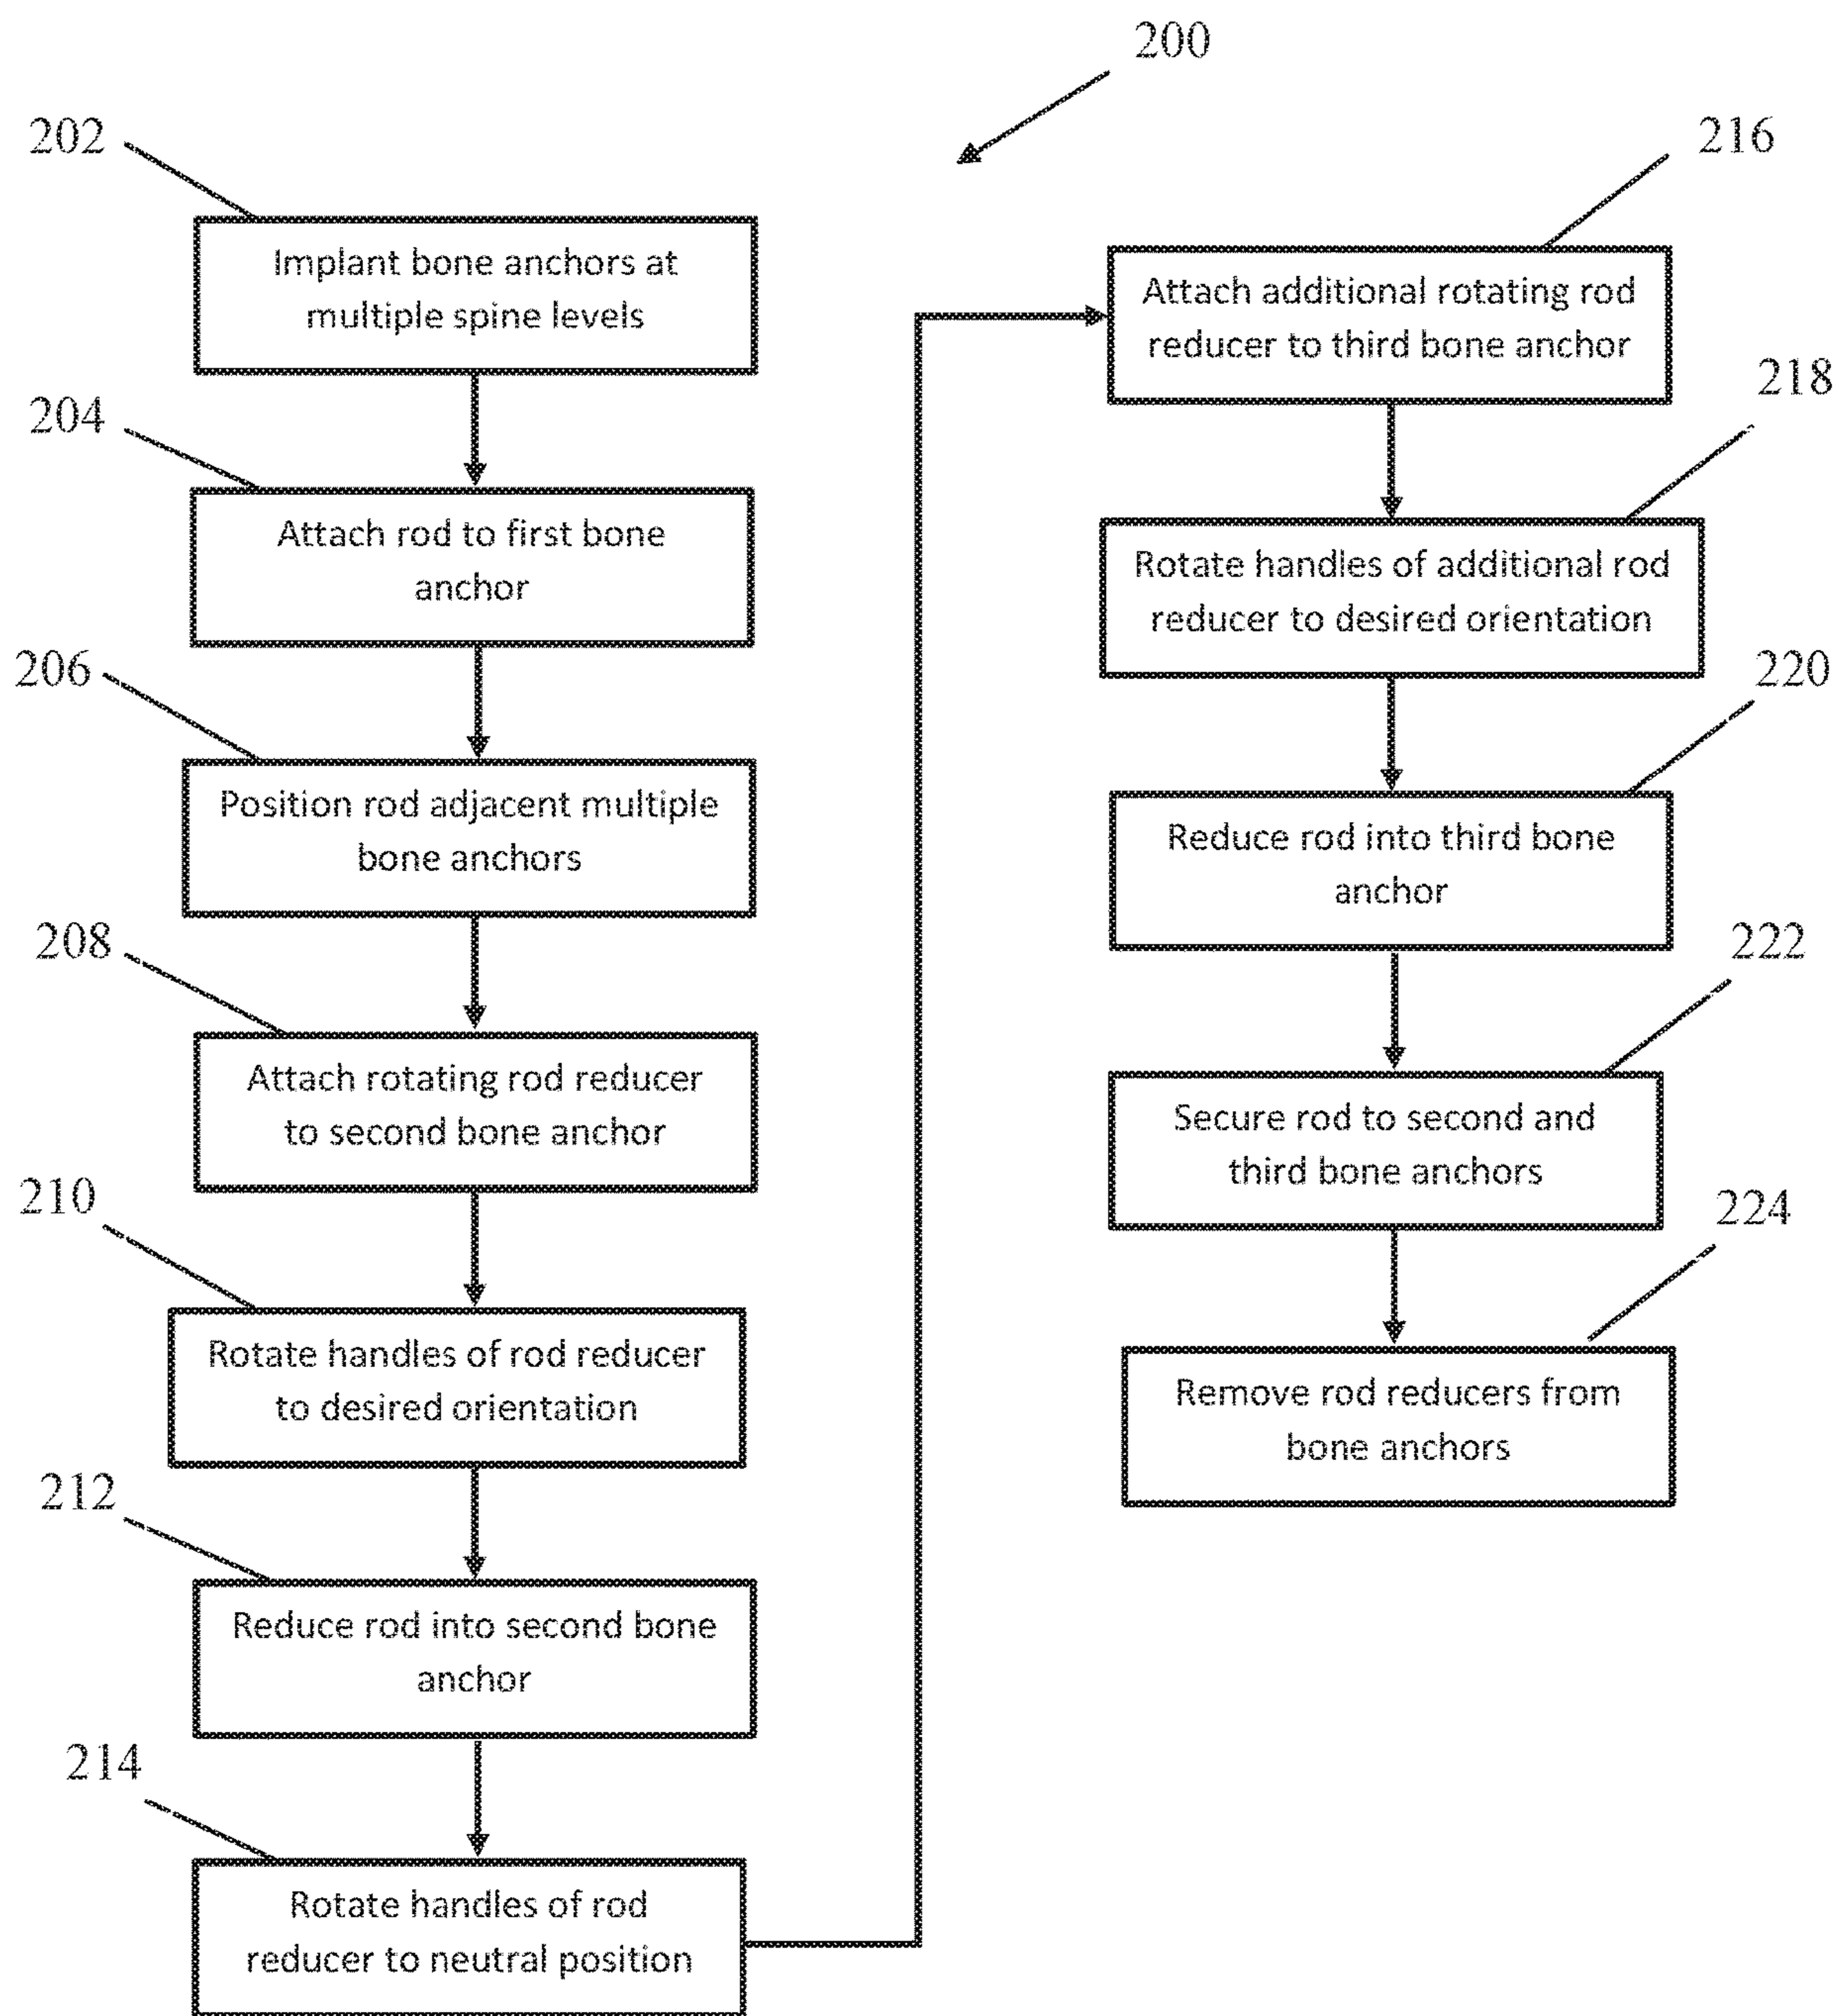 200
202
Implant bone anchors at
multiple spine levels
204
Attach rod to first bone
anchor
206
Position rod adjacent multiple
bone anchors
208
Attach rotating rod reducer
to second bone anchor
210
Rotate handles of rod reducer
to desired orientation
212
Reduce rod into second bone
anchor
214
Rotate handles of rod
reducer to neutral position
216
Attach additional rotating rod
reducer to third bone anchor
218
Rotate handles of additional rod
reducer to desired orientation
220
Reduce rod into third bone
anchor
222
Secure rod to second and
third bone anchors
224
Remove rod reducers from
bone anchors